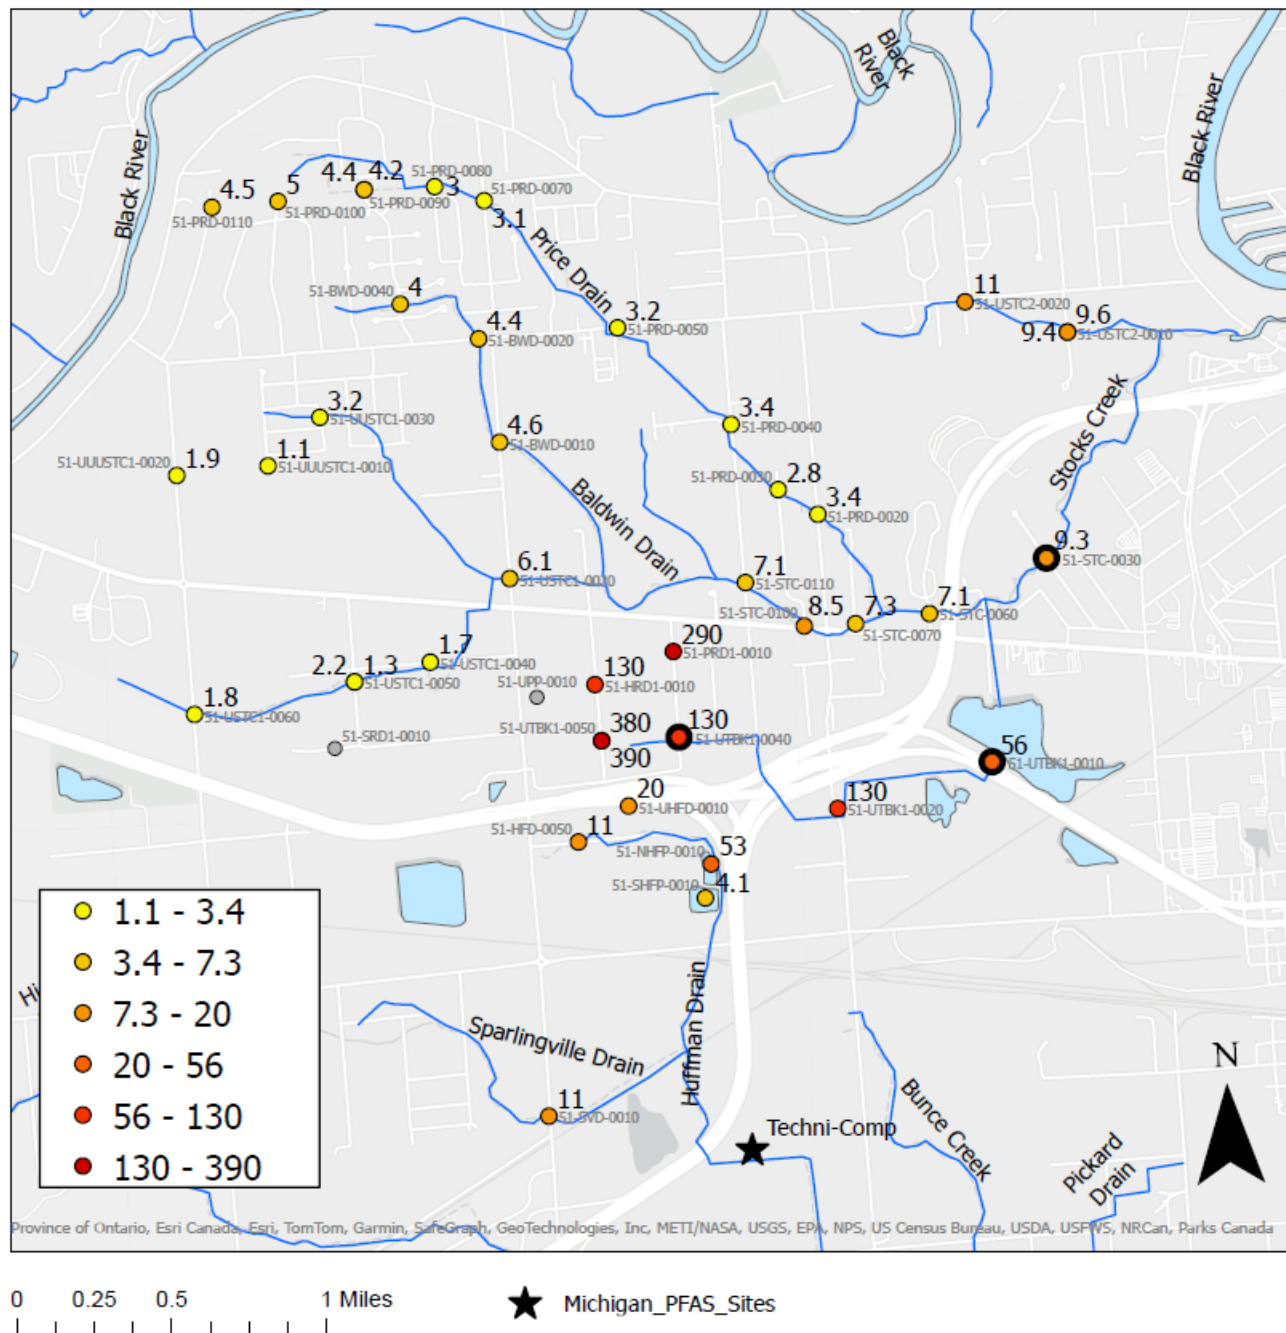 Black
River
Black River
Black River
4.4
4.2
51-PRD-0080
4.5
5
3
51-PRD-0070
51-PRD-0110
51-PRD-0100
51-PRD-0090
3.1
Price Drain
51-BWD-0040
4
11
51-USTC2-0020
4.4
51-BWD-0020
3.2
51-PRD-0050
9.6
9.4
51-USTC2-0010
3.2
51-UUSTC1-0030
4.6
51-BWD-0010
3.4
51-PRD-0040
Stocks Creek
51-UUUSTC1-0020
1.9
1.1
51-UUUSTC1-0010
51-PRD-0030
2.8
Baldwin Drain
3.4
51-PRD-0020
9.3
51-STC-0030
6.1
51-USTC1-0020
7.1
51-STC-0110
51-STC-0100
8.5
7.3
51-STC-0070
7.1
51-STC-0060
290
51-PRD1-0010
1.7
51-USTC1-0040
2.2
1.3
51-USTC1-0050
51-UPP-0010
130
51-HRD1-0010
1.8
51-USTC1-0060
51-UTBK1-0050
380
390
130
51-UTBK1-0040
51-SRD1-0010
56
51-UTBK1-0010
20
51-UHFD-0010
130
51-UTBK1-0020
51-HFD-0050
11
51-NHFP-0010
53
51-SHFP-0010
4.1
1.1 - 3.4
3.4 - 7.3
7.3 - 20
20 - 56
56 - 130
130 - 390
Huffman Drain
Sparlingville Drain
11
51-SVD-0010
Techni-Comp
Bunce Creek
Pickard
Drain
N
Province of Ontario, Esri Canada, Esri, TomTom, Garmin, SafeGraph, GeoTechnologies, Inc, METI/NASA, USGS, EPA, NPS, US Census Bureau, USDA, USFWS, NRCan, Parks Canada
0 0.25 0.5 1 Miles
Michigan_PFAS_Sites